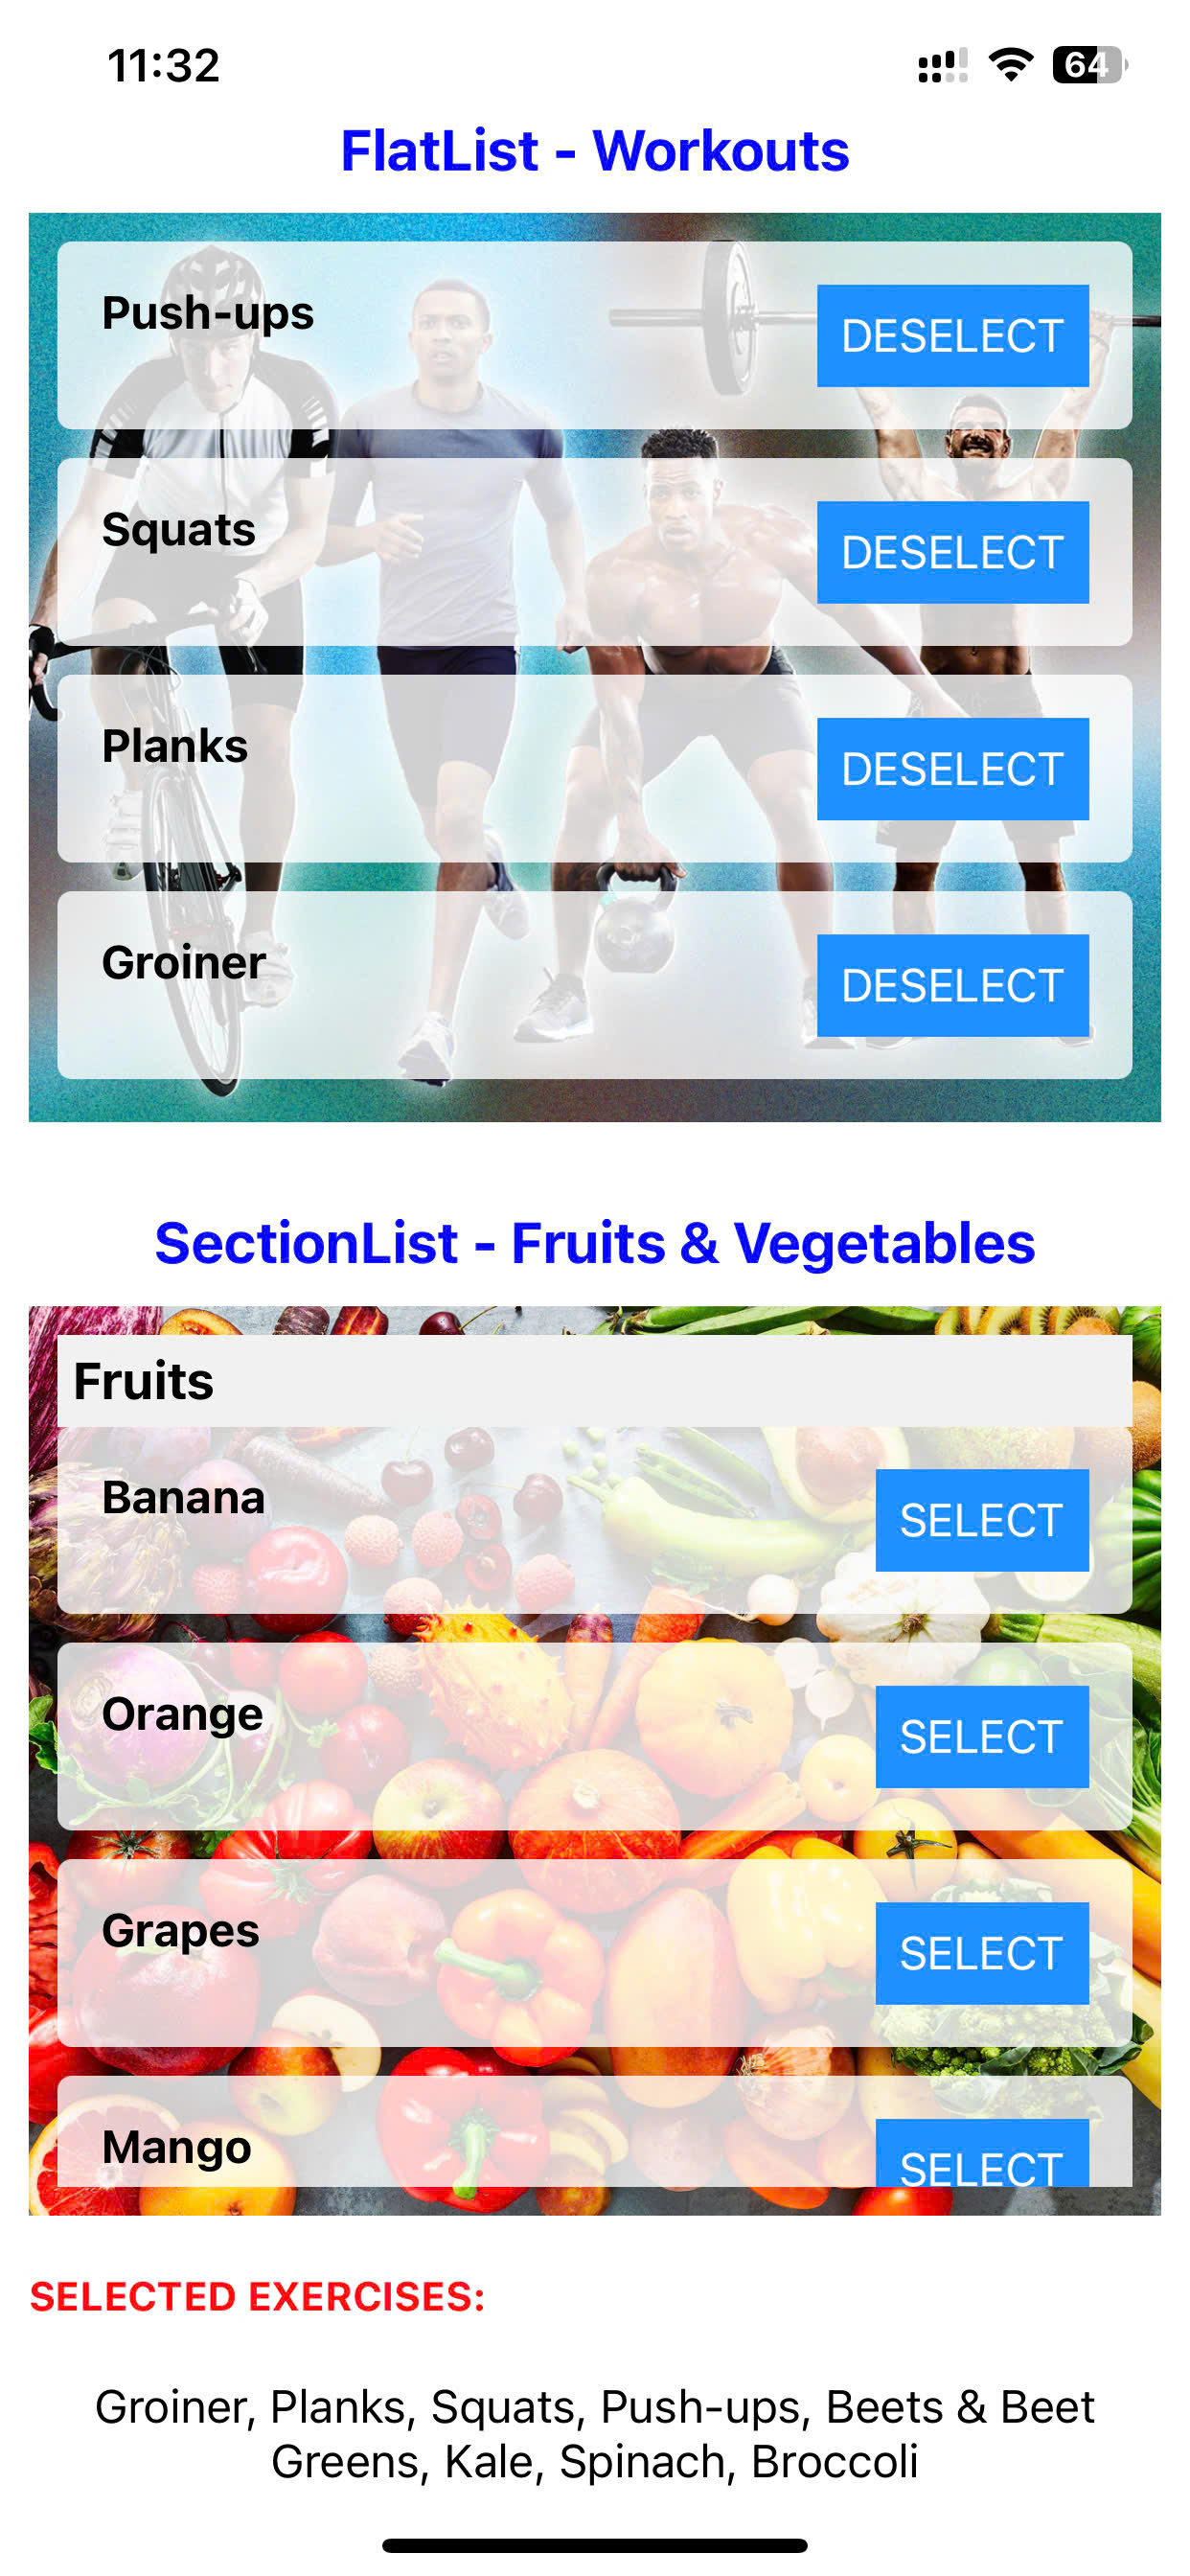 11:32
64
FlatList - Workouts
Push-ups
DESELECT
Squats
DESELECT
Planks
DESELECT
Groiner
DESELECT
SectionList - Fruits & Vegetables
Fruits
Banana
SELECT
Orange
SELECT
Grapes
SELECT
Mango
SELECT
SELECTED EXERCISES:
Groiner, Planks, Squats, Push-ups, Beets & Beet
Greens, Kale, Spinach, Broccoli